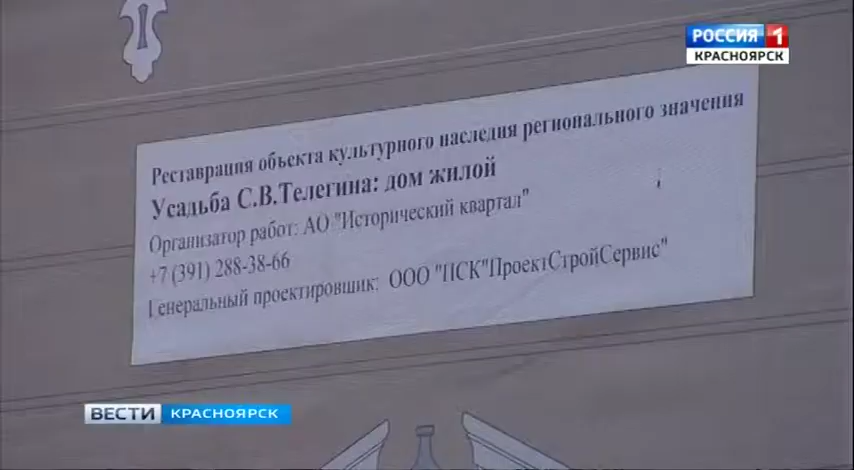 РОССИЯ 1
КРАСНОЯРСК
Реставрация объекта культурного наследия регионального значения
Усадьба С.В.Телегина: дом жилой
Организатор работ: АО "Исторический квартал"
+7 (391) 288-38-66
Генеральный проектировщик: ООО "ПСК"ПроектСтройСервис"
ВЕСТИ КРАСНОЯРСК